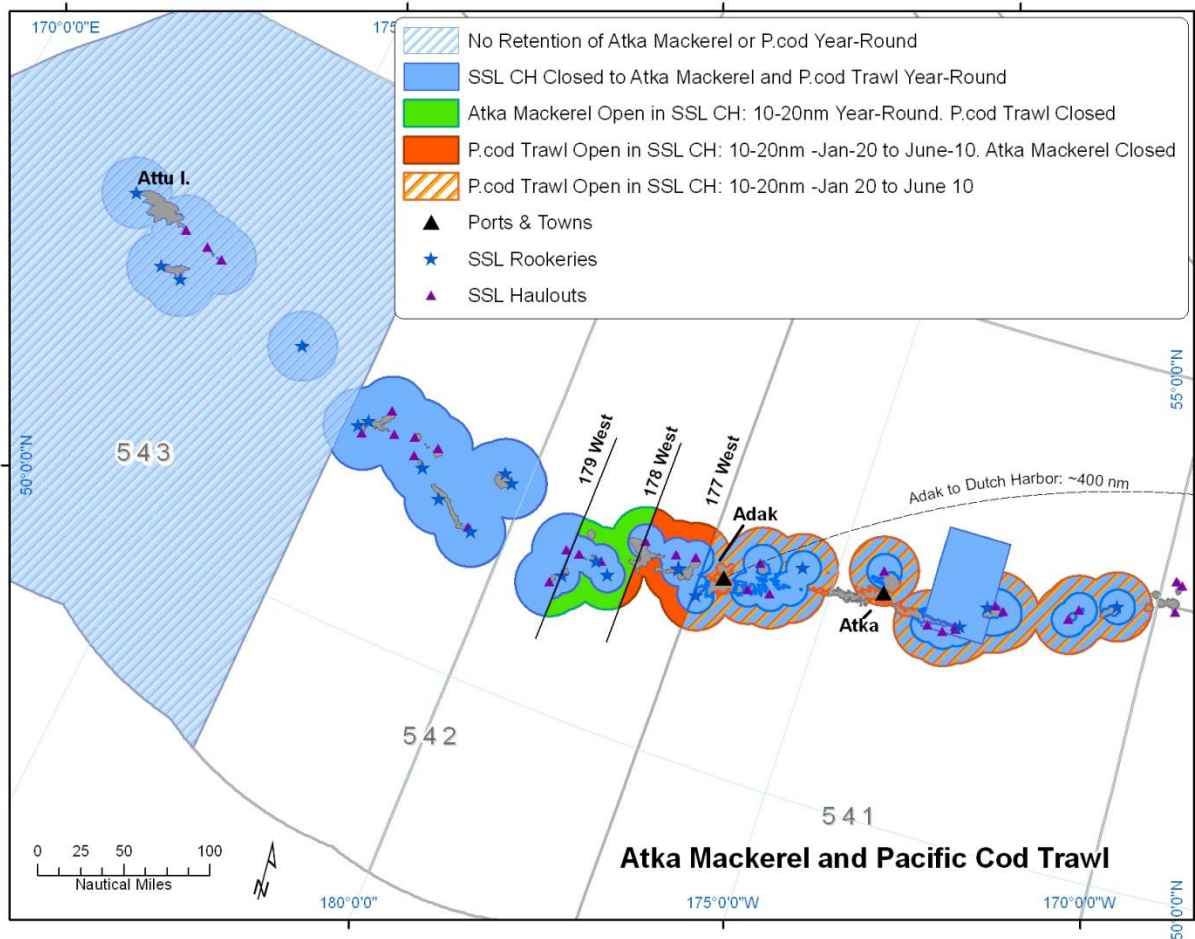 170°0'0"E
175
No Retention of Atka Mackerel or P.cod Year-Round
SSL CH Closed to Atka Mackerel and P.cod Trawl Year-Round
Atka Mackerel Open in SSL CH: 10-20nm Year-Round. P.cod Trawl Closed
P.cod Trawl Open in SSL CH: 10-20nm -Jan-20 to June-10. Atka Mackerel Closed
P.cod Trawl Open in SSL CH: 10-20nm -Jan 20 to June 10
Ports & Towns
SSL Rookeries
SSL Haulouts
Attu I.
55°0'0"N
50°0'0"N
543
179 West
178 West
177 West
Adak to Dutch Harbor: ~400 nm
Adak
Atka
542
541
Atka Mackerel and Pacific Cod Trawl
0 25 50 100
Nautical Miles
N
180°0'0"
175°0'0"W
170°0'0"W
50°0'0"N